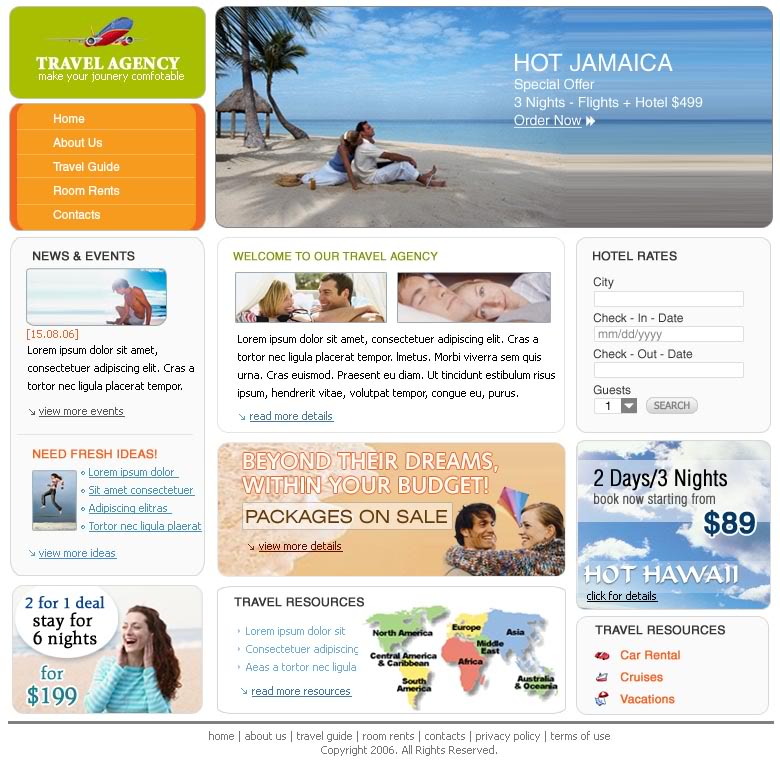 TRAVEL AGENCY
make your jounery comfotable
Home
About Us
Travel Guide
Room Rents
Contacts
HOT JAMAICA
Special Offer
3 Nights - Flights + Hotel $499
Order Now
NEWS & EVENTS
[15.08.06]
Lorem ipsum dolor sit amet,
consectetuer adipiscing elit. Cras a
tortor nec ligula placerat tempor.
view more events
NEED FRESH IDEAS!
Lorem ipsum dolor
Sit amet consectetuer
Adipiscing elitras
Tortor nec ligula plaerat
view more ideas
2 for 1 deal
stay for
6 nights
for
$199
WELCOME TO OUR TRAVEL AGENCY
Lorem ipsum dolor sit amet, consectetuer adipiscing elit. Cras a
tortor nec ligula placerat tempor. Imetus. Morbi viverra sem quis
urna. Cras euismod. Praesent eu diam. Ut tincidunt estibulum risus
ipsum, hendrerit vitae, volutpat tempor, congue eu, purus.
read more details
BEYOND THEIR DREAMS,
WITHIN YOUR BUDGET!
PACKAGES ON SALE
view more details
TRAVEL RESOURCES
Lorem ipsum dolor sit
Consectetuer adipiscing
Aeas a tortor nec ligula
read more resources
North America
Europe
Asia
Middle
East
Central America
& Caribbean
Africa
South
America
Australia
& Oceania
HOTEL RATES
City
Check - In - Date
mm/dd/yyyy
Check - Out - Date
Guests
1
SEARCH
2 Days/3 Nights
book now starting from
$89
HOT HAWAII
click for details
TRAVEL RESOURCES
Car Rental
Cruises
Vacations
home | about us | travel guide | room rents | contacts | privacy policy | terms of use
Copyright 2006. All Rights Reserved.